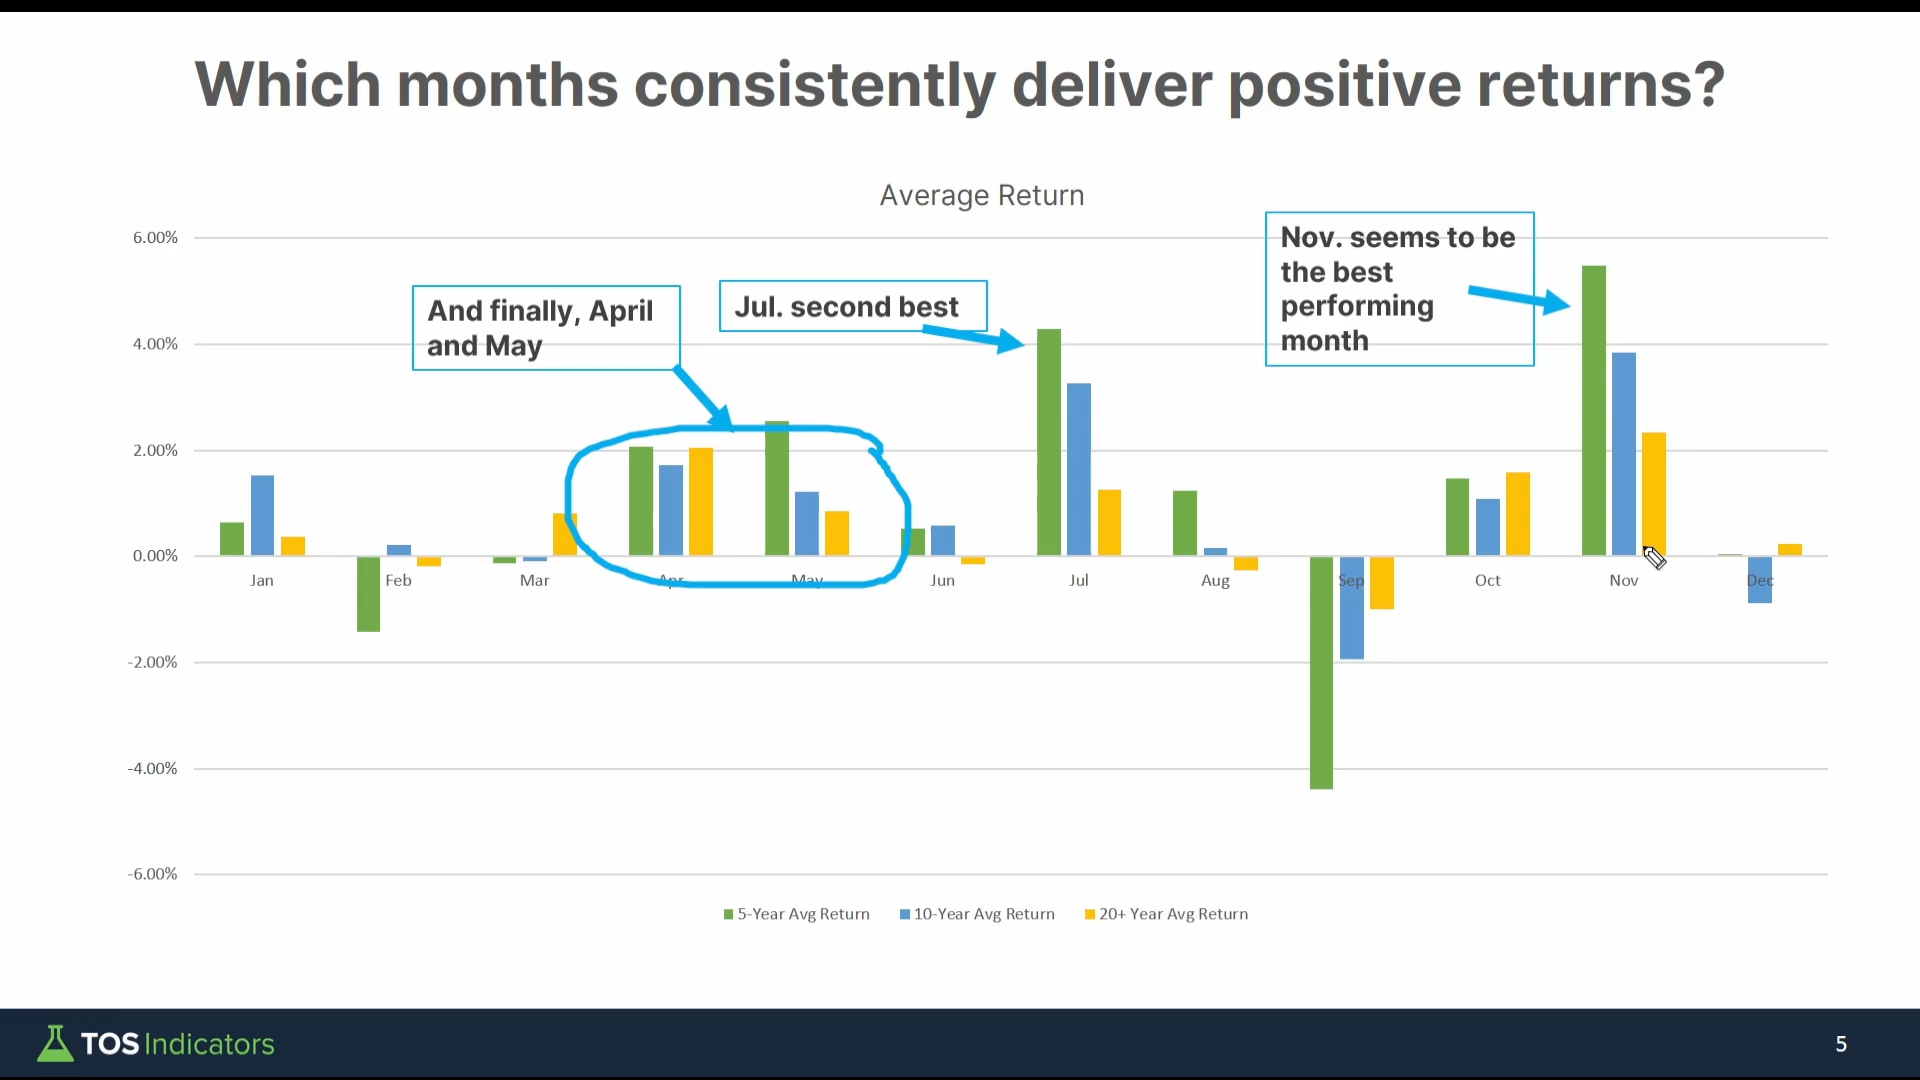 Which months consistently deliver positive returns?
Average Return
6.00%
4.00%
2.00%
0.00%
-2.00%
-4.00%
-6.00%
And finally, April
and May
Jul. second best
Nov. seems to be
the best
performing
month
Jan
Feb
Mar
Apr
May
Jun
Jul
Aug
Sep
Oct
Nov
Dec
5-Year Avg Return
10-Year Avg Return
20+ Year Avg Return
TOS Indicators
5